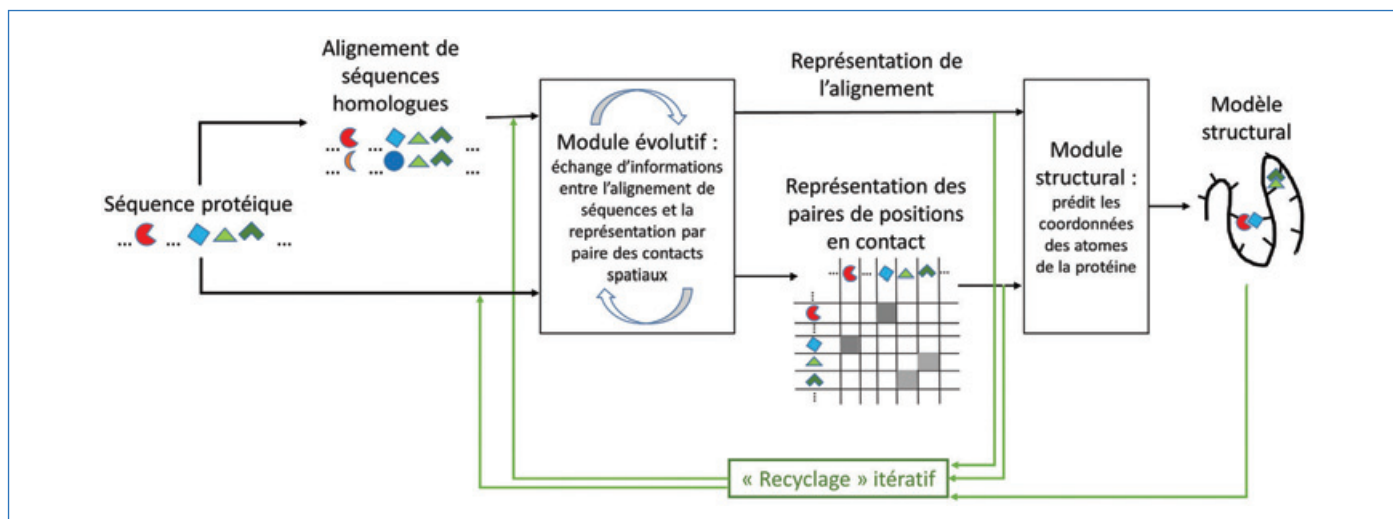 Alignement de
séquences
homologues
... ... ...
... ... ...
Séquence protéique
... ... ...
Module évolutif :
échange d'informations
entre l'alignement de
séquences et la
représentation par
paire des contacts
spatiaux
Représentation de
l'alignement
Représentation des
paires de positions
en contact
... ... ...
...
...
...
Module
structural :
prédit les
coordonnées
des atomes
de la protéine
Modèle
structural
« Recyclage » itératif